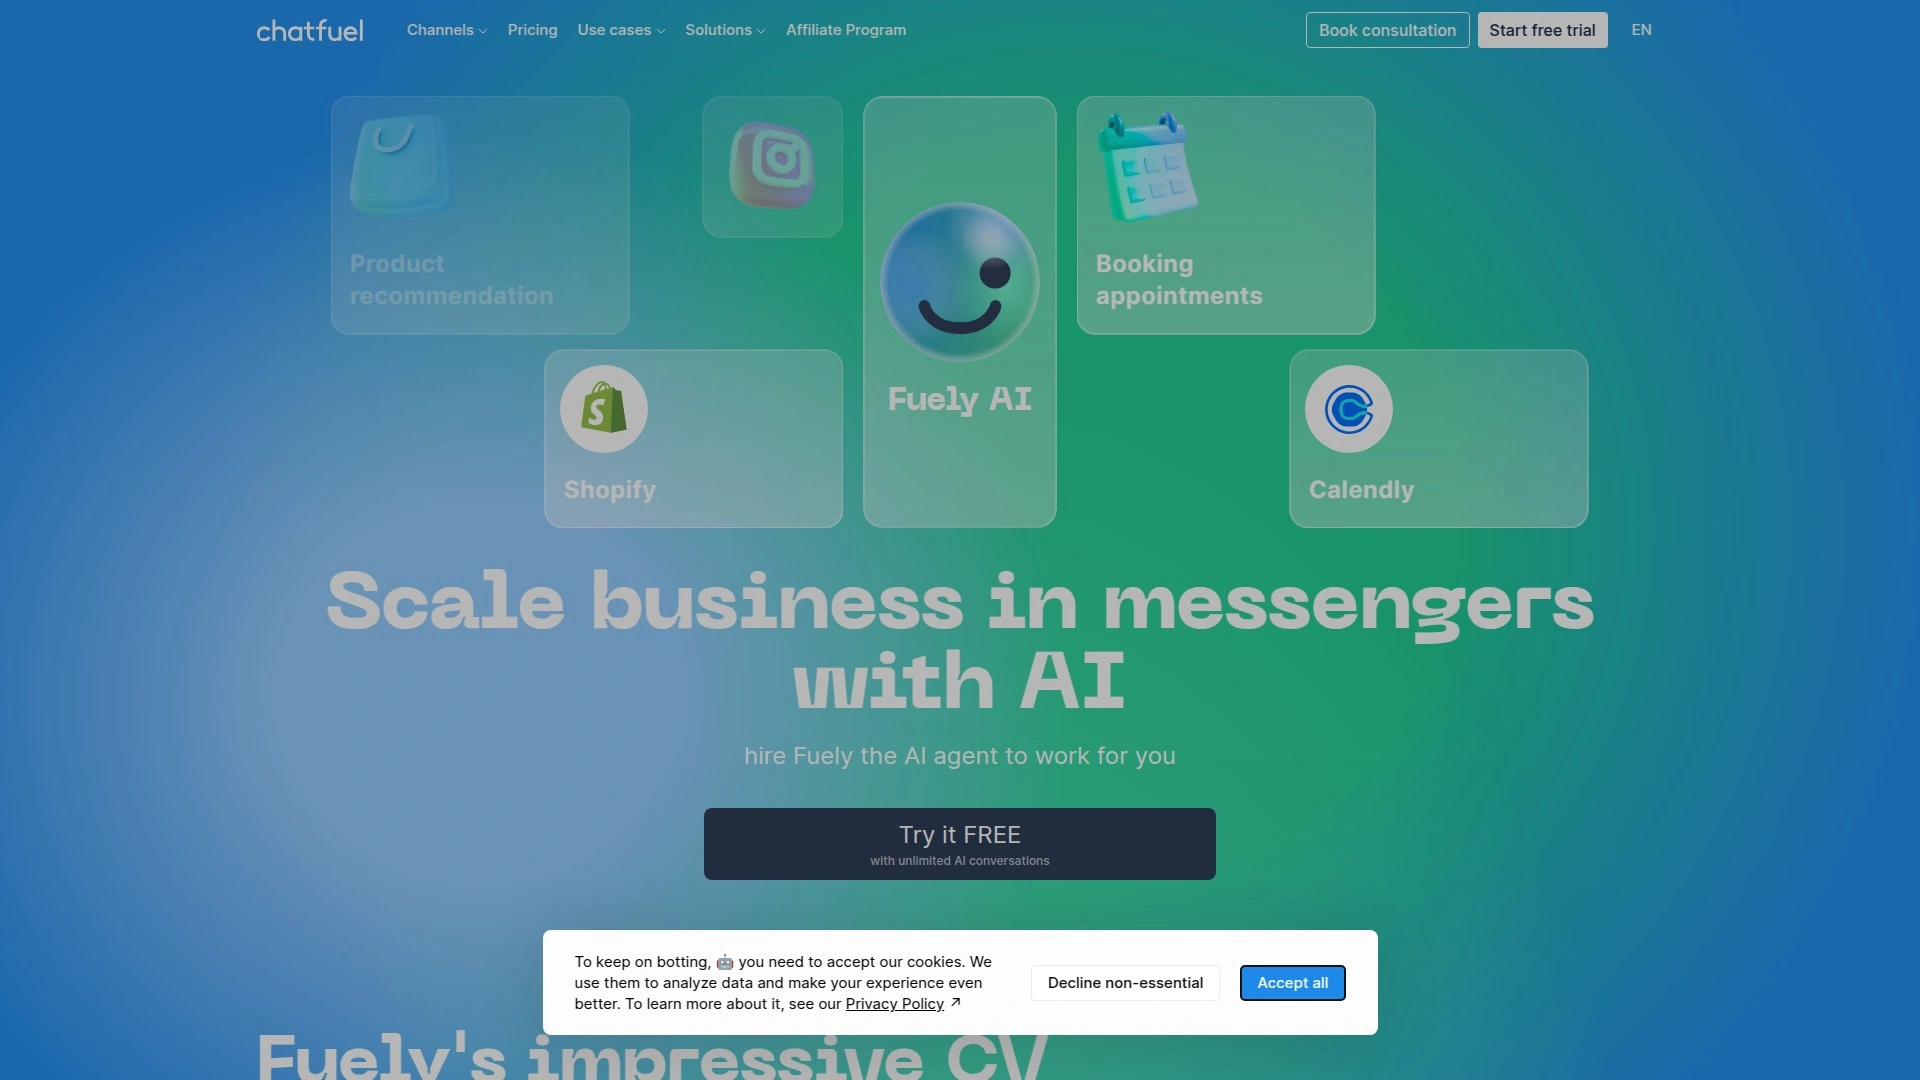 chatfuel
Channels
Pricing
Use cases
Solutions
Affiliate Program
Book consultation
Start free trial
EN
Product
recommendation
Booking
appointments
Fuely AI
Shopify
Calendly
Scale business in messengers
with AI
hire Fuely the AI agent to work for you
Try it FREE
with unlimited AI conversations
To keep on botting, 🤖 you need to accept our cookies. We
use them to analyze data and make your experience even
better. To learn more about it, see our Privacy Policy ↗
Decline non-essential
Accept all
Fuely's impressive CV